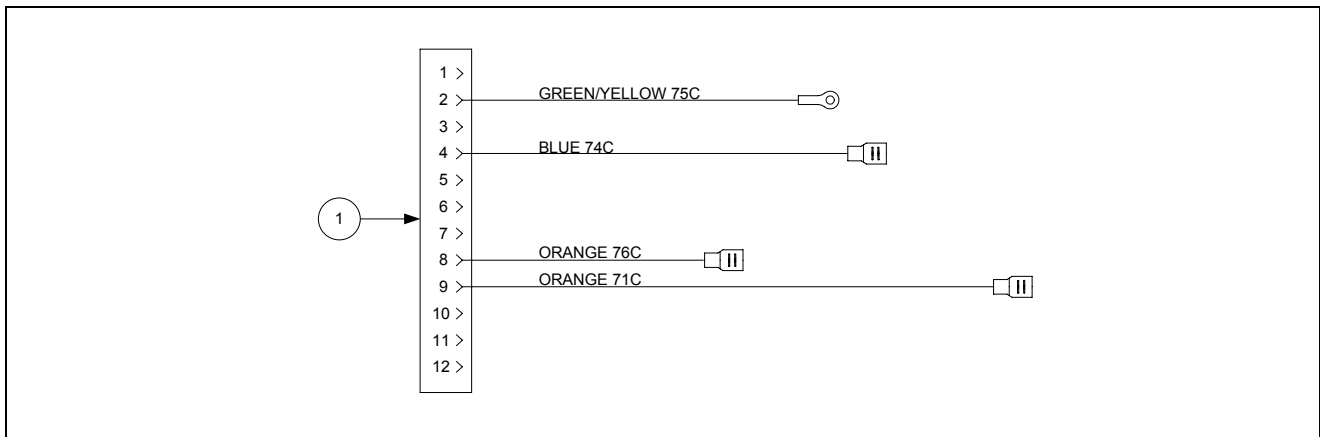 1 >
2 > GREEN/YELLOW 75C
3 >
4 > BLUE 74C
5 >
6 >
1
7 >
8 > ORANGE 76C
9 > ORANGE 71C
10 >
11 >
12 >